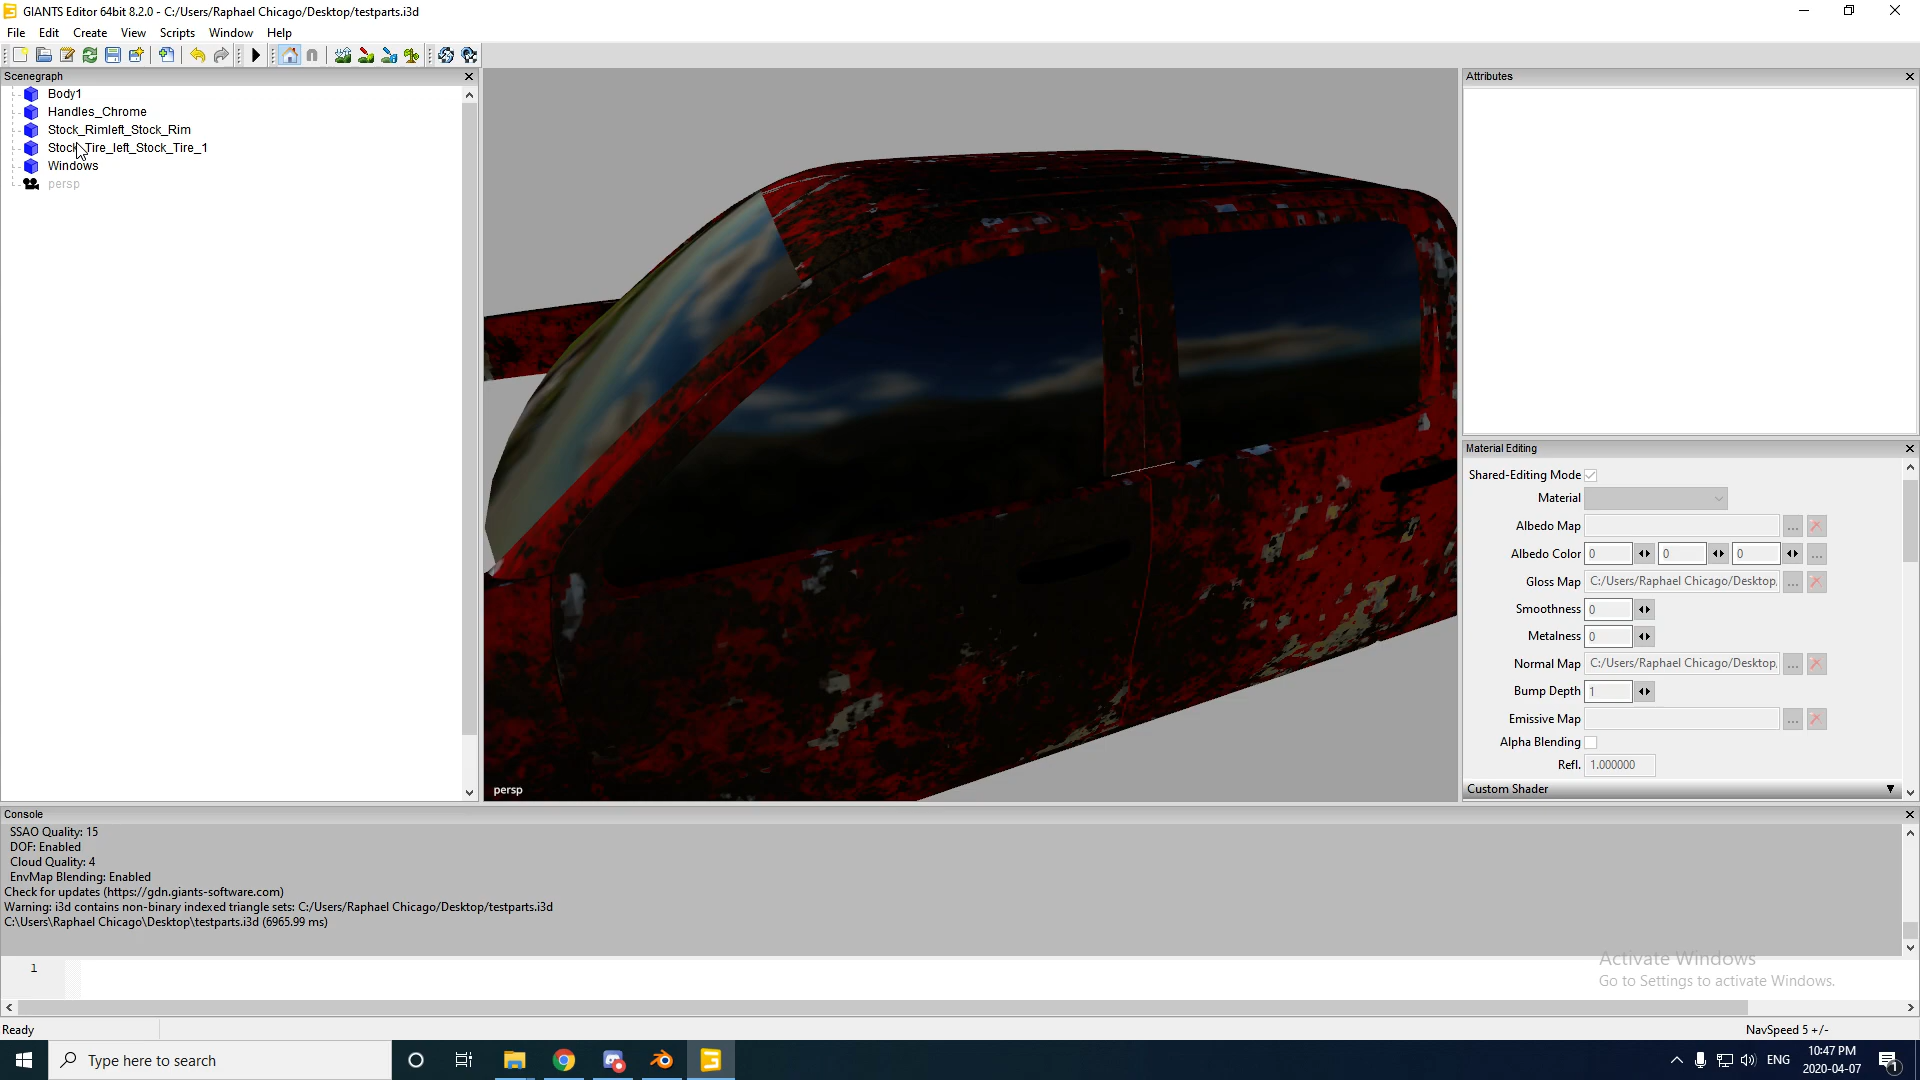 GIANTS Editor 64bit 8.2.0 - C:/Users/Raphael Chicago/Desktop/testparts.i3d
File Edit Create View Scripts Window Help
Scenegraph
Body1
Handles_Chrome
Stock_Rimleft_Stock_Rim
Stock_Tire_left_Stock_Tire_1
Windows
persp
persp
Attributes
Material Editing
Shared-Editing Mode
Material
Albedo Map ...
Albedo Color 0 0 0 ...
Gloss Map C:/Users/Raphael Chicago/Desktop, ...
Smoothness 0
Metalness 0
Normal Map C:/Users/Raphael Chicago/Desktop, ...
Bump Depth 1
Emissive Map ...
Alpha Blending
Refl. 1.000000
Custom Shader
Console
SSAO Quality: 15
DOF: Enabled
Cloud Quality: 4
EnvMap Blending: Enabled
Check for updates (https://gdn.giants-software.com)
Warning: i3d contains non-binary indexed triangle sets: C:/Users/Raphael Chicago/Desktop/testparts.i3d
C:\Users\Raphael Chicago\Desktop\testparts.i3d (6965.99 ms)
1
Activate Windows
Go to Settings to activate Windows.
Ready
NavSpeed 5 +/-
Type here to search
ENG
10:47 PM
2020-04-07
1